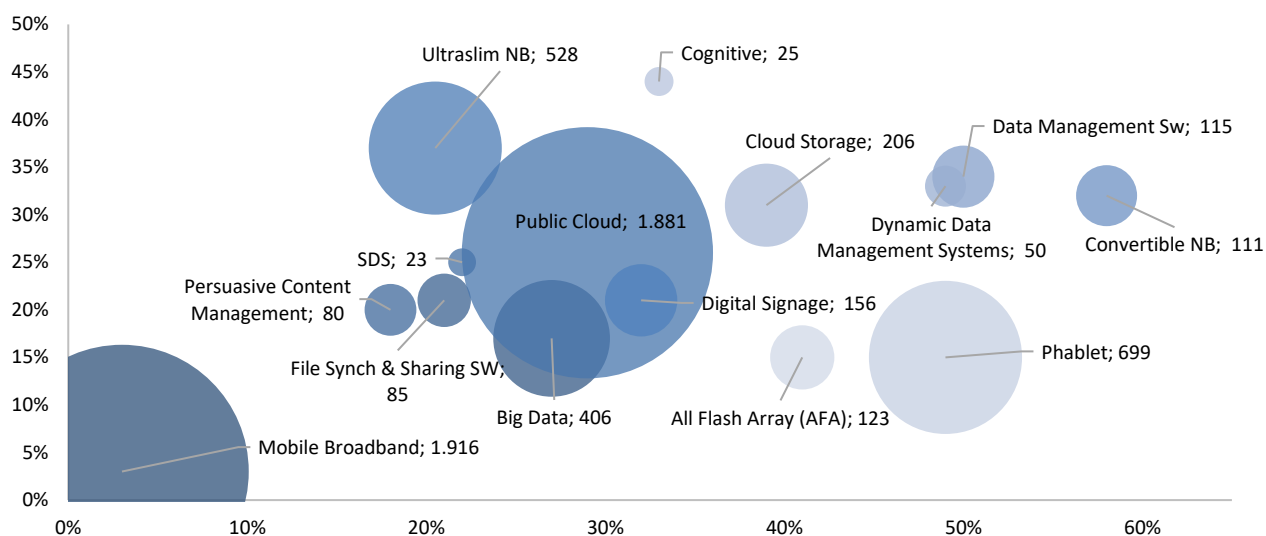 50%
45%
40%
35%
30%
25%
20%
15%
10%
5%
0%
Ultraslim NB;  528
Cognitive;  25
Data Management Sw;  115
Cloud Storage;  206
Public Cloud;  1.881
Dynamic Data
Management Systems;  50
Convertible NB;  111
SDS;  23
Persuasive Content
Management;  80
Digital Signage;  156
File Synch & Sharing SW;
85
Phablet; 699
Big Data; 406
All Flash Array (AFA); 123
Mobile Broadband; 1.916
0%
10%
20%
30%
40%
50%
60%